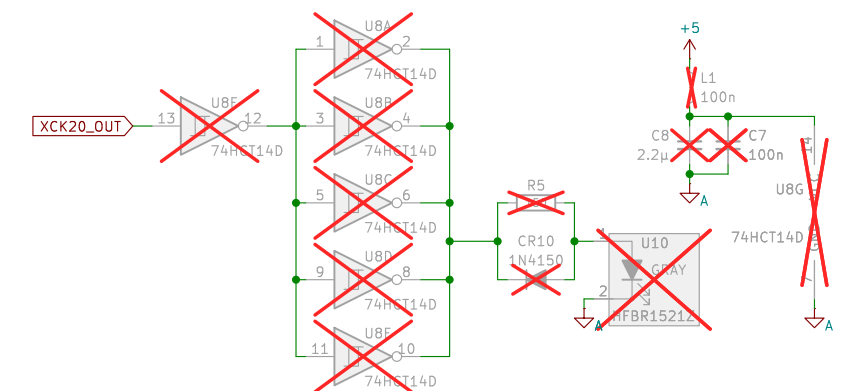 U8A
1
2
74HCT14D
+5
L1
100n
XCK20_OUT
13
U8F
12
74HCT14D
U8B
3
4
74HCT14D
C8
2.2µ
C7
100n
A
14
U8G
74HCT14D
7
A
U8C
5
6
74HCT14D
R5
CR10
1N4150
1
U10
GRAY
2
HFBR1521Z
A
U8D
9
8
74HCT14D
U8E
11
10
74HCT14D